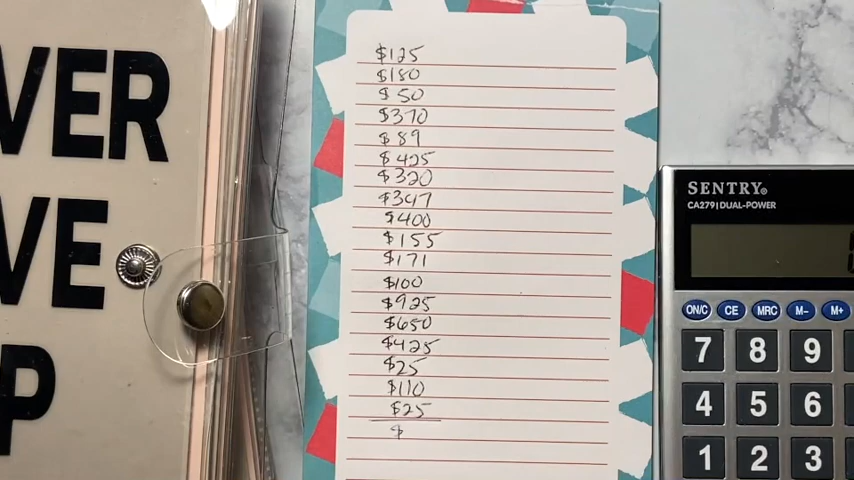 VER
VE
P
$125
$180
$50
$370
$89
$425
$320
$347
$400
$155
$171
$100
$925
$650
$425
$25
$110
$25
$
SENTRY®
CA279|DUAL-POWER
ON/C CE MRC M- M+
7 8 9
4 5 6
1 2 3